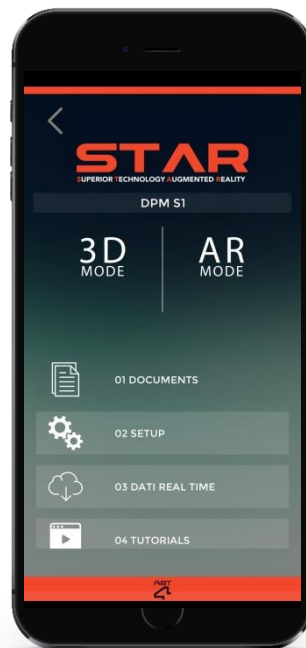 STAR
SUPERIOR TECHNOLOGY AUGMENTED REALITY
DPM S1
3D
MODE
AR
MODE
01 DOCUMENTS
02 SETUP
03 DATI REAL TIME
04 TUTORIALS